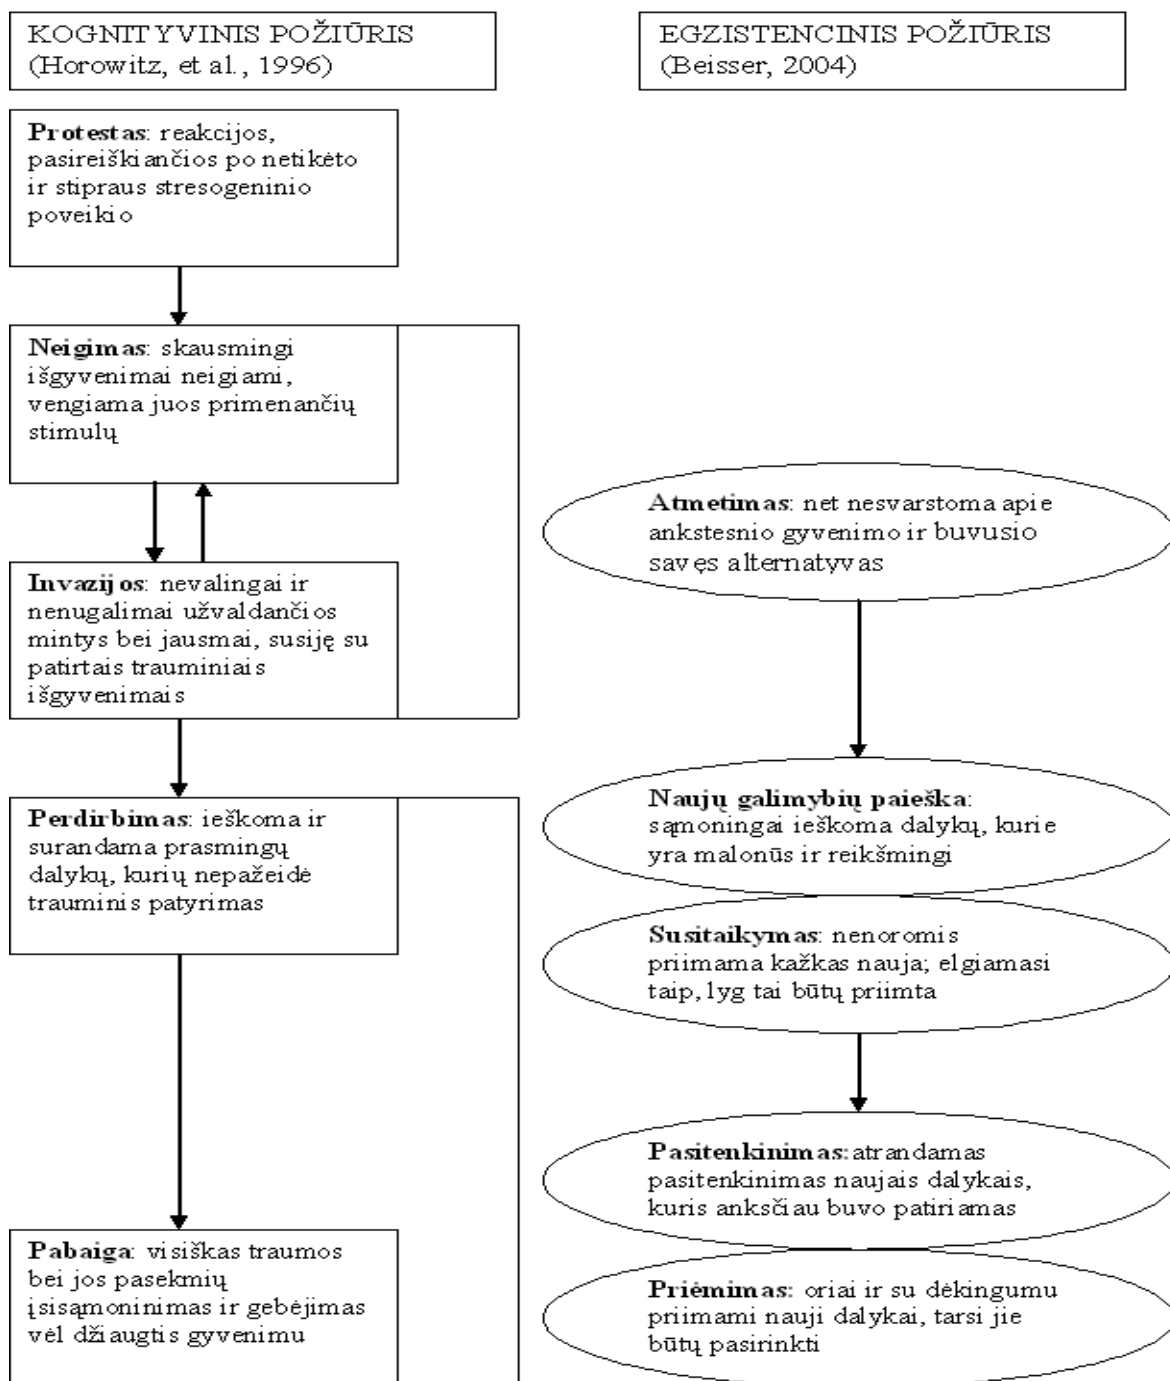 KOGNITYVINIS POŽIŪRIS
(Horowitz, et al., 1996)
EGZISTENCINIS POŽIŪRIS
(Beisser, 2004)
Protestas: reakcijos,
pasireiškiančios po netikėto
ir stipraus stresogeninio
poveikio
Neigimas: skausmingi
išgyvenimai neigiami,
vengiama juos primenančių
stimulų
Atmetimas: net nesvarstoma apie
ankstesnio gyvenimo ir buvusio
savęs alternatyvas
Invazijos: nevalingai ir
nenugalimai užvaldančios
mintys bei jausmai, susiję su
patirtais trauminiais
išgyvenimais
Perdirbimas: ieškoma ir
surandama prasmingų
dalykų, kurių nepažeidė
trauminis patyrimas
Naujų galimybių paieška:
sąmoningai ieškoma dalykų, kurie
yra malonūs ir reikšmingi
Susitaikymas: nenoromis
priimama kažkas nauja; elgiamasi
taip, lyg tai būtų priimta
Pasitenkinimas:atrandamas
pasitenkinimas naujais dalykais,
kuris anksčiau buvo patiriamas
Pabaiga: visiškas traumos
bei jos pasekmių
įsisąmoninimas ir gebėjimas
vėl džiaugtis gyvenimu
Priėmimas: oriai ir su dėkingumu
priimami nauji dalykai, tarsi jie
būtų pasirinkti